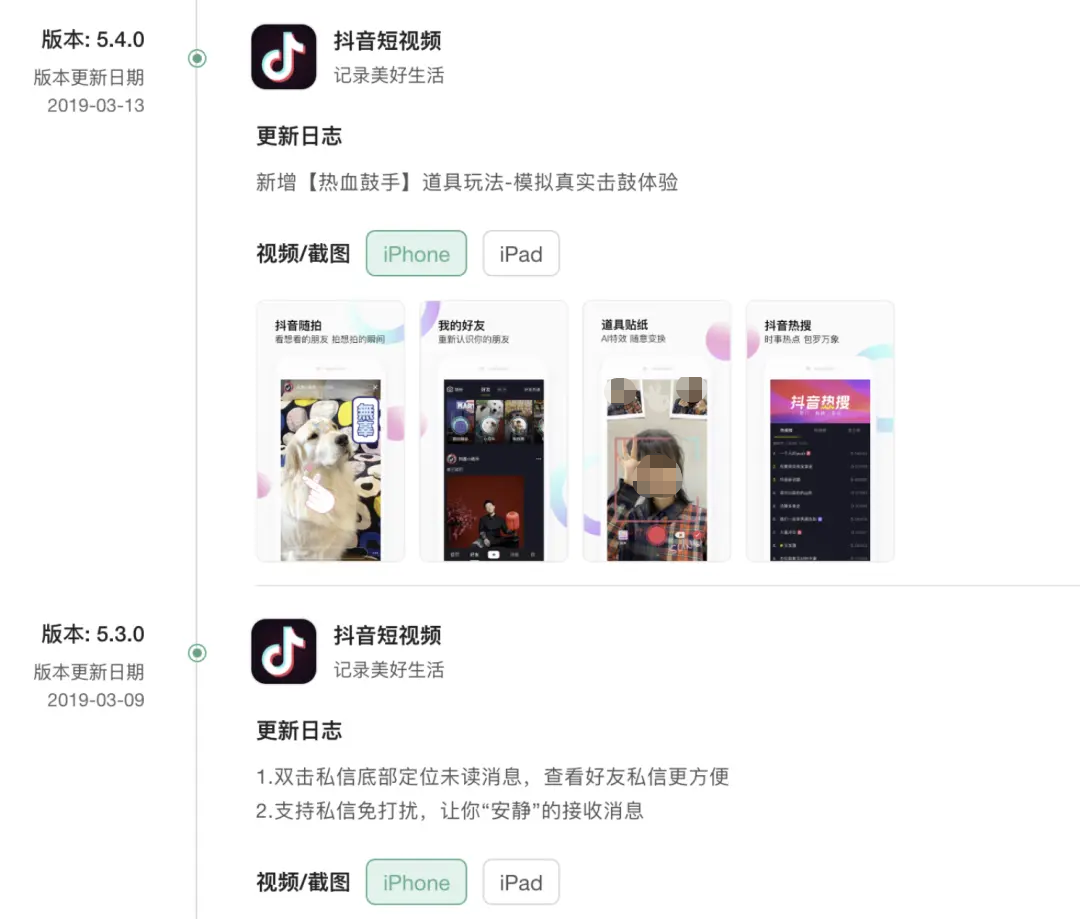 版本: 5.4.0
版本更新日期
2019-03-13
抖音短视频
记录美好生活
更新日志
新增【热血鼓手】道具玩法-模拟真实击鼓体验
视频/截图
iPhone
iPad
抖音随拍
看想看的朋友 拍想拍的瞬间
無辜
我的好友
重新认识你的朋友
道具贴纸
AI特效 随意变换
抖音热搜
时事热点 包罗万象
抖音热搜
版本: 5.3.0
版本更新日期
2019-03-09
抖音短视频
记录美好生活
更新日志
1.双击私信底部定位未读消息，查看好友私信更方便
2.支持私信免打扰，让你“安静”的接收消息
视频/截图
iPhone
iPad